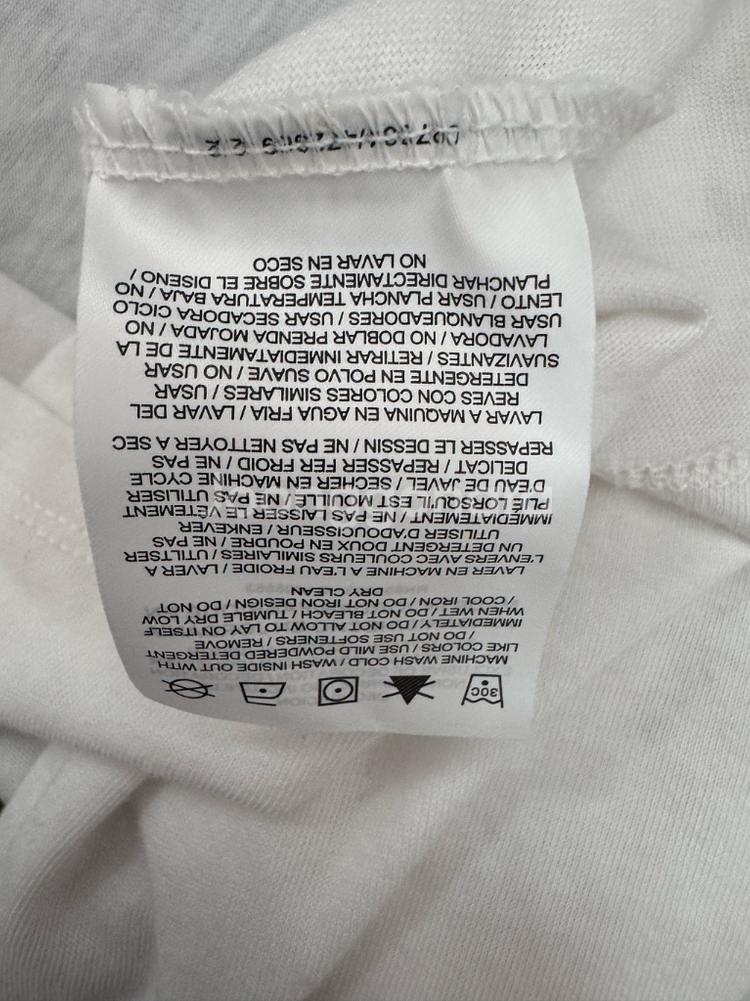 30C
MACHINE WASH COLD / WASH INSIDE OUT WITH
LIKE COLORS / USE MILD POWDERED DETERGENT
/ DO NOT USE SOFTENERS / REMOVE
IMMEDIATELY / DO NOT ALLOW TO LAY ON ITSELF
WHEN WET / DO NOT BLEACH / TUMBLE DRY LOW
/ COOL IRON / DO NOT IRON DESIGN / DO NOT
DRY CLEAN
LAVER EN MACHINE A L'EAU FROIDE / LAVER A
L'ENVERS AVEC COULEURS SIMILAIRES / UTILTSER
UN DETERGENT DOUX EN POUDRE / NE PAS
UTILISER D'ADOUCISSEUR / ENKEVER
IMMÉDIATEMENT / NE PAS LAISSER LE VÊTEMENT
PLIÉ LORSQU'IL EST MOUILLÉ / NE PAS UTILISER
D'EAU DE JAVEL / SECHER EN MACHINE CYCLE
DELICAT / REPASSER FER FROID / NE PAS
REPASSER LE DESSIN / NE PAS NETTOYER A SEC
LAVAR A MAQUINA EN AGUA FRIA / LAVAR DEL
REVES CON COLORES SIMILARES / USAR
DETERGENTE EN POLVO SUAVE / NO USAR
SUAVIZANTES / RETIRAR INMEDIATAMENTE DE LA
LAVADORA / NO DOBLAR PRENDA MOJADA / NO
USAR BLANQUEADORES / USAR SECADORA CICLO
LENTO / USAR PLANCHA TEMPERATURA BAJA / NO
PLANCHAR DIRECTAMENTE SOBRE EL DISENO /
NO LAVAR EN SECO